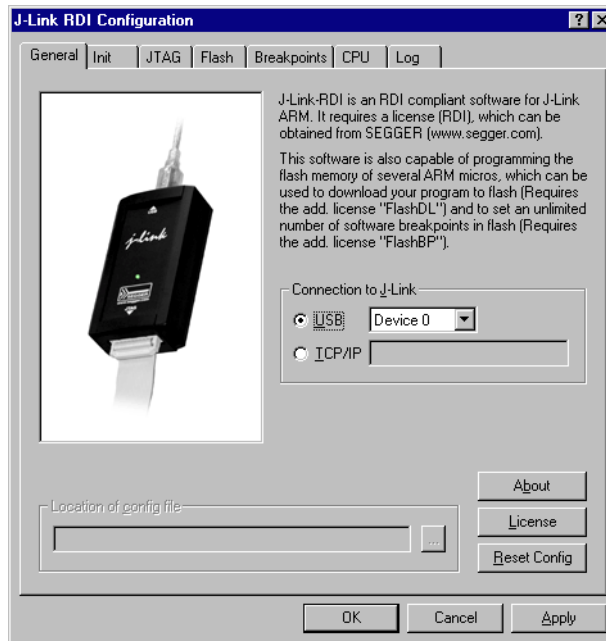 J-Link RDI Configuration
General Init JTAG Flash Breakpoints CPU Log
J-Link-RDI is an RDI compliant software for J-Link
ARM. It requires a license (RDI), which can be
obtained from SEGGER (www.segger.com).
This software is also capable of programming the
flash memory of several ARM micros, which can be
used to download your program to flash (Requires
the add. license "FlashDL") and to set an unlimited
number of software breakpoints in flash (Requires
the add. license "FlashBP").
J-Link
Connection to J-Link
USB Device 0
TCP/IP
About
Location of config file
...
License
Reset Config
OK Cancel Apply